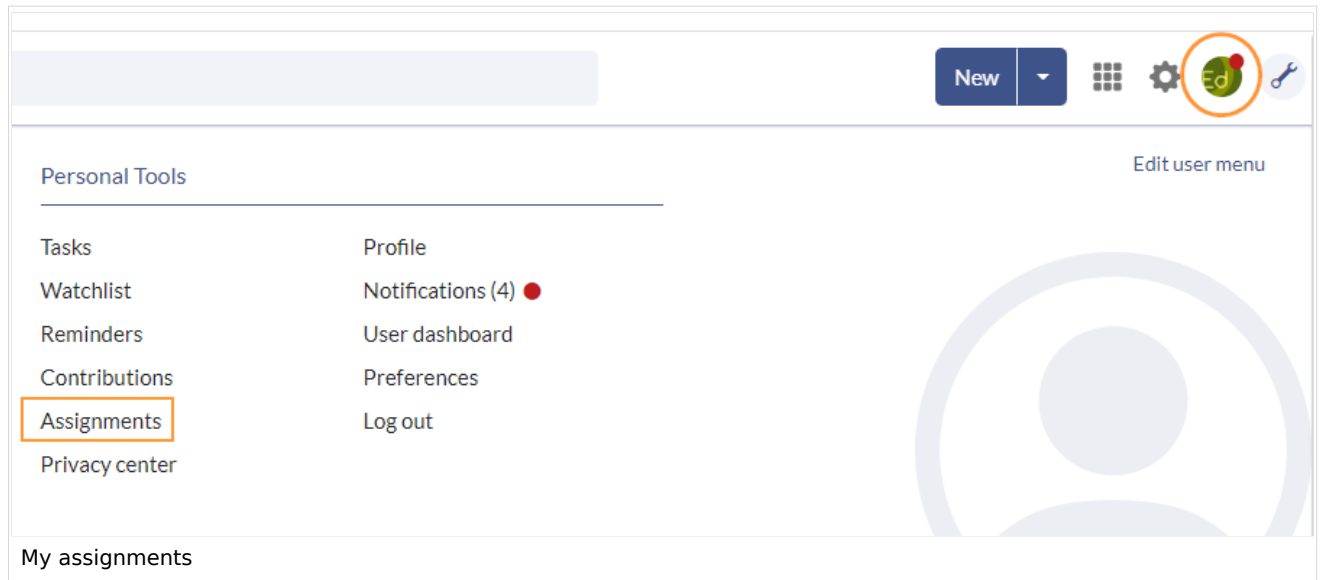 New
Ed
Personal Tools
Edit user menu
Tasks
Profile
Watchlist
Notifications (4)
Reminders
User dashboard
Contributions
Preferences
Assignments
Log out
Privacy center
My assignments